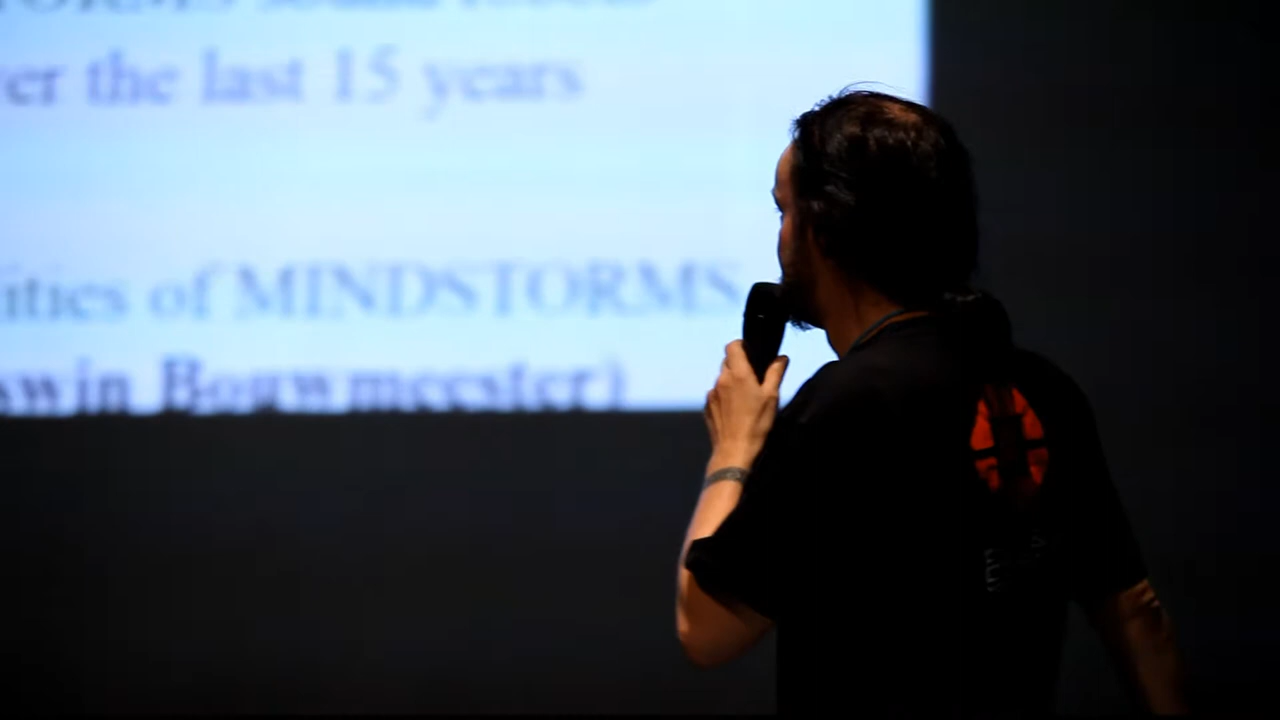 er the last 15 years
ities of MINDSTORMS
win Bouwmeester)